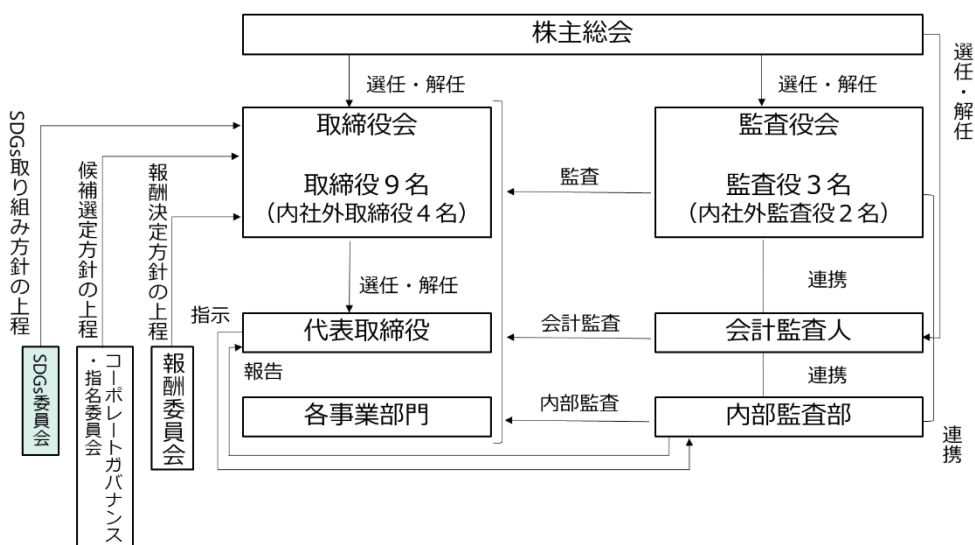 株主総会
選任・解任
選任・解任
選任・解任
取締役会
取締役９名
（内社外取締役４名）
監査役会
監査役３名
（内社外監査役２名）
監査
SDGs取り組み方針の上程
候補選定方針の上程
報酬決定方針の上程
選任・解任
連携
指示
代表取締役
会計監査
会計監査人
報告
連携
各事業部門
内部監査
内部監査部
連携
SDGs委員会
コーポレートガバナンス
・指名委員会
報酬委員会